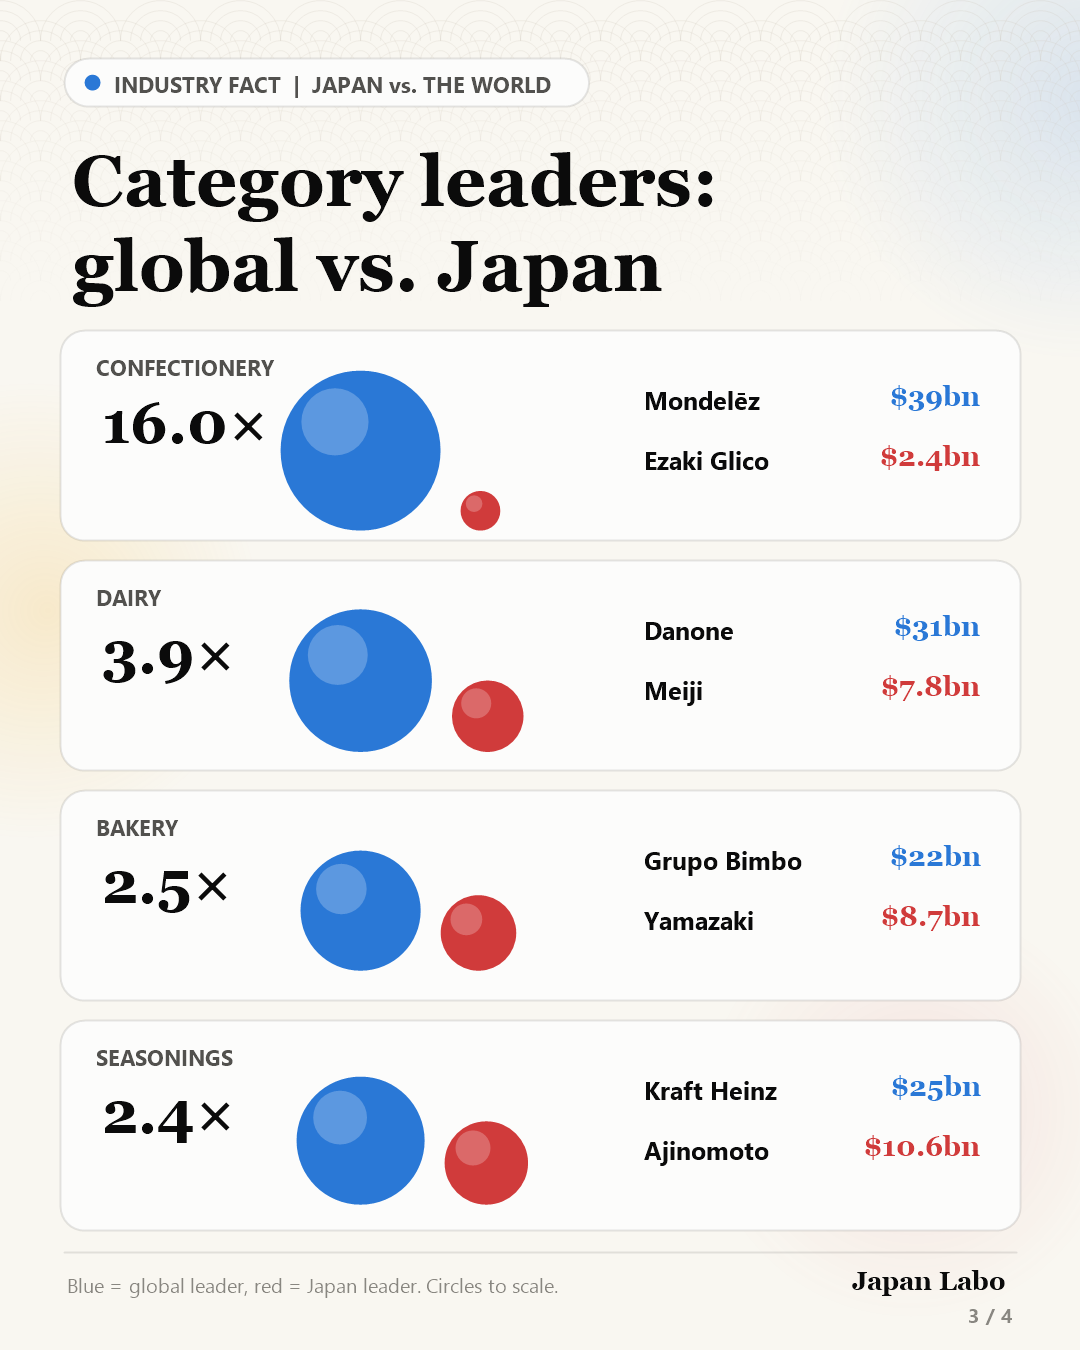 INDUSTRY FACT | JAPAN vs. THE WORLD
Category leaders:
global vs. Japan
CONFECTIONERY
16.0×
Mondelēz $39bn
Ezaki Glico $2.4bn
DAIRY
3.9×
Danone $31bn
Meiji $7.8bn
BAKERY
2.5×
Grupo Bimbo $22bn
Yamazaki $8.7bn
SEASONINGS
2.4×
Kraft Heinz $25bn
Ajinomoto $10.6bn
Blue = global leader, red = Japan leader. Circles to scale.
Japan Labo
3 / 4